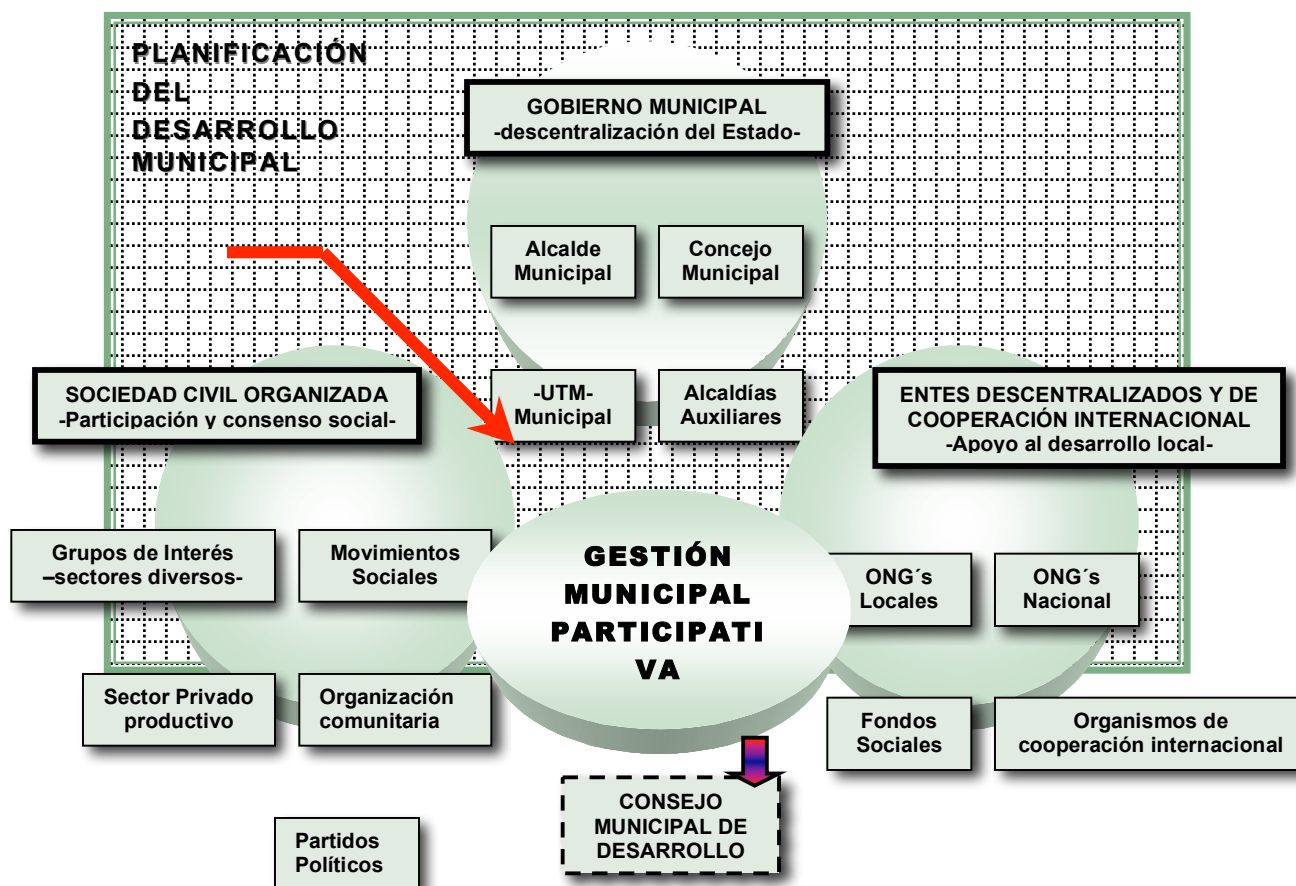 PLANIFICACIÓN
DEL
DESARROLLO
MUNICIPAL
GOBIERNO MUNICIPAL
-descentralización del Estado-
Alcalde
Municipal
Concejo
Municipal
-UTM-
Municipal
Alcaldías
Auxiliares
SOCIEDAD CIVIL ORGANIZADA
-Participación y consenso social-
ENTES DESCENTRALIZADOS Y DE
COOPERACIÓN INTERNACIONAL
-Apoyo al desarrollo local-
Grupos de Interés
–sectores diversos-
Movimientos
Sociales
Sector Privado
productivo
Organización
comunitaria
GESTIÓN
MUNICIPAL
PARTICIPATI
VA
ONG´s
Locales
ONG´s
Nacional
Fondos
Sociales
Organismos de
cooperación internacional
CONSEJO
MUNICIPAL DE
DESARROLLO
Partidos
Políticos